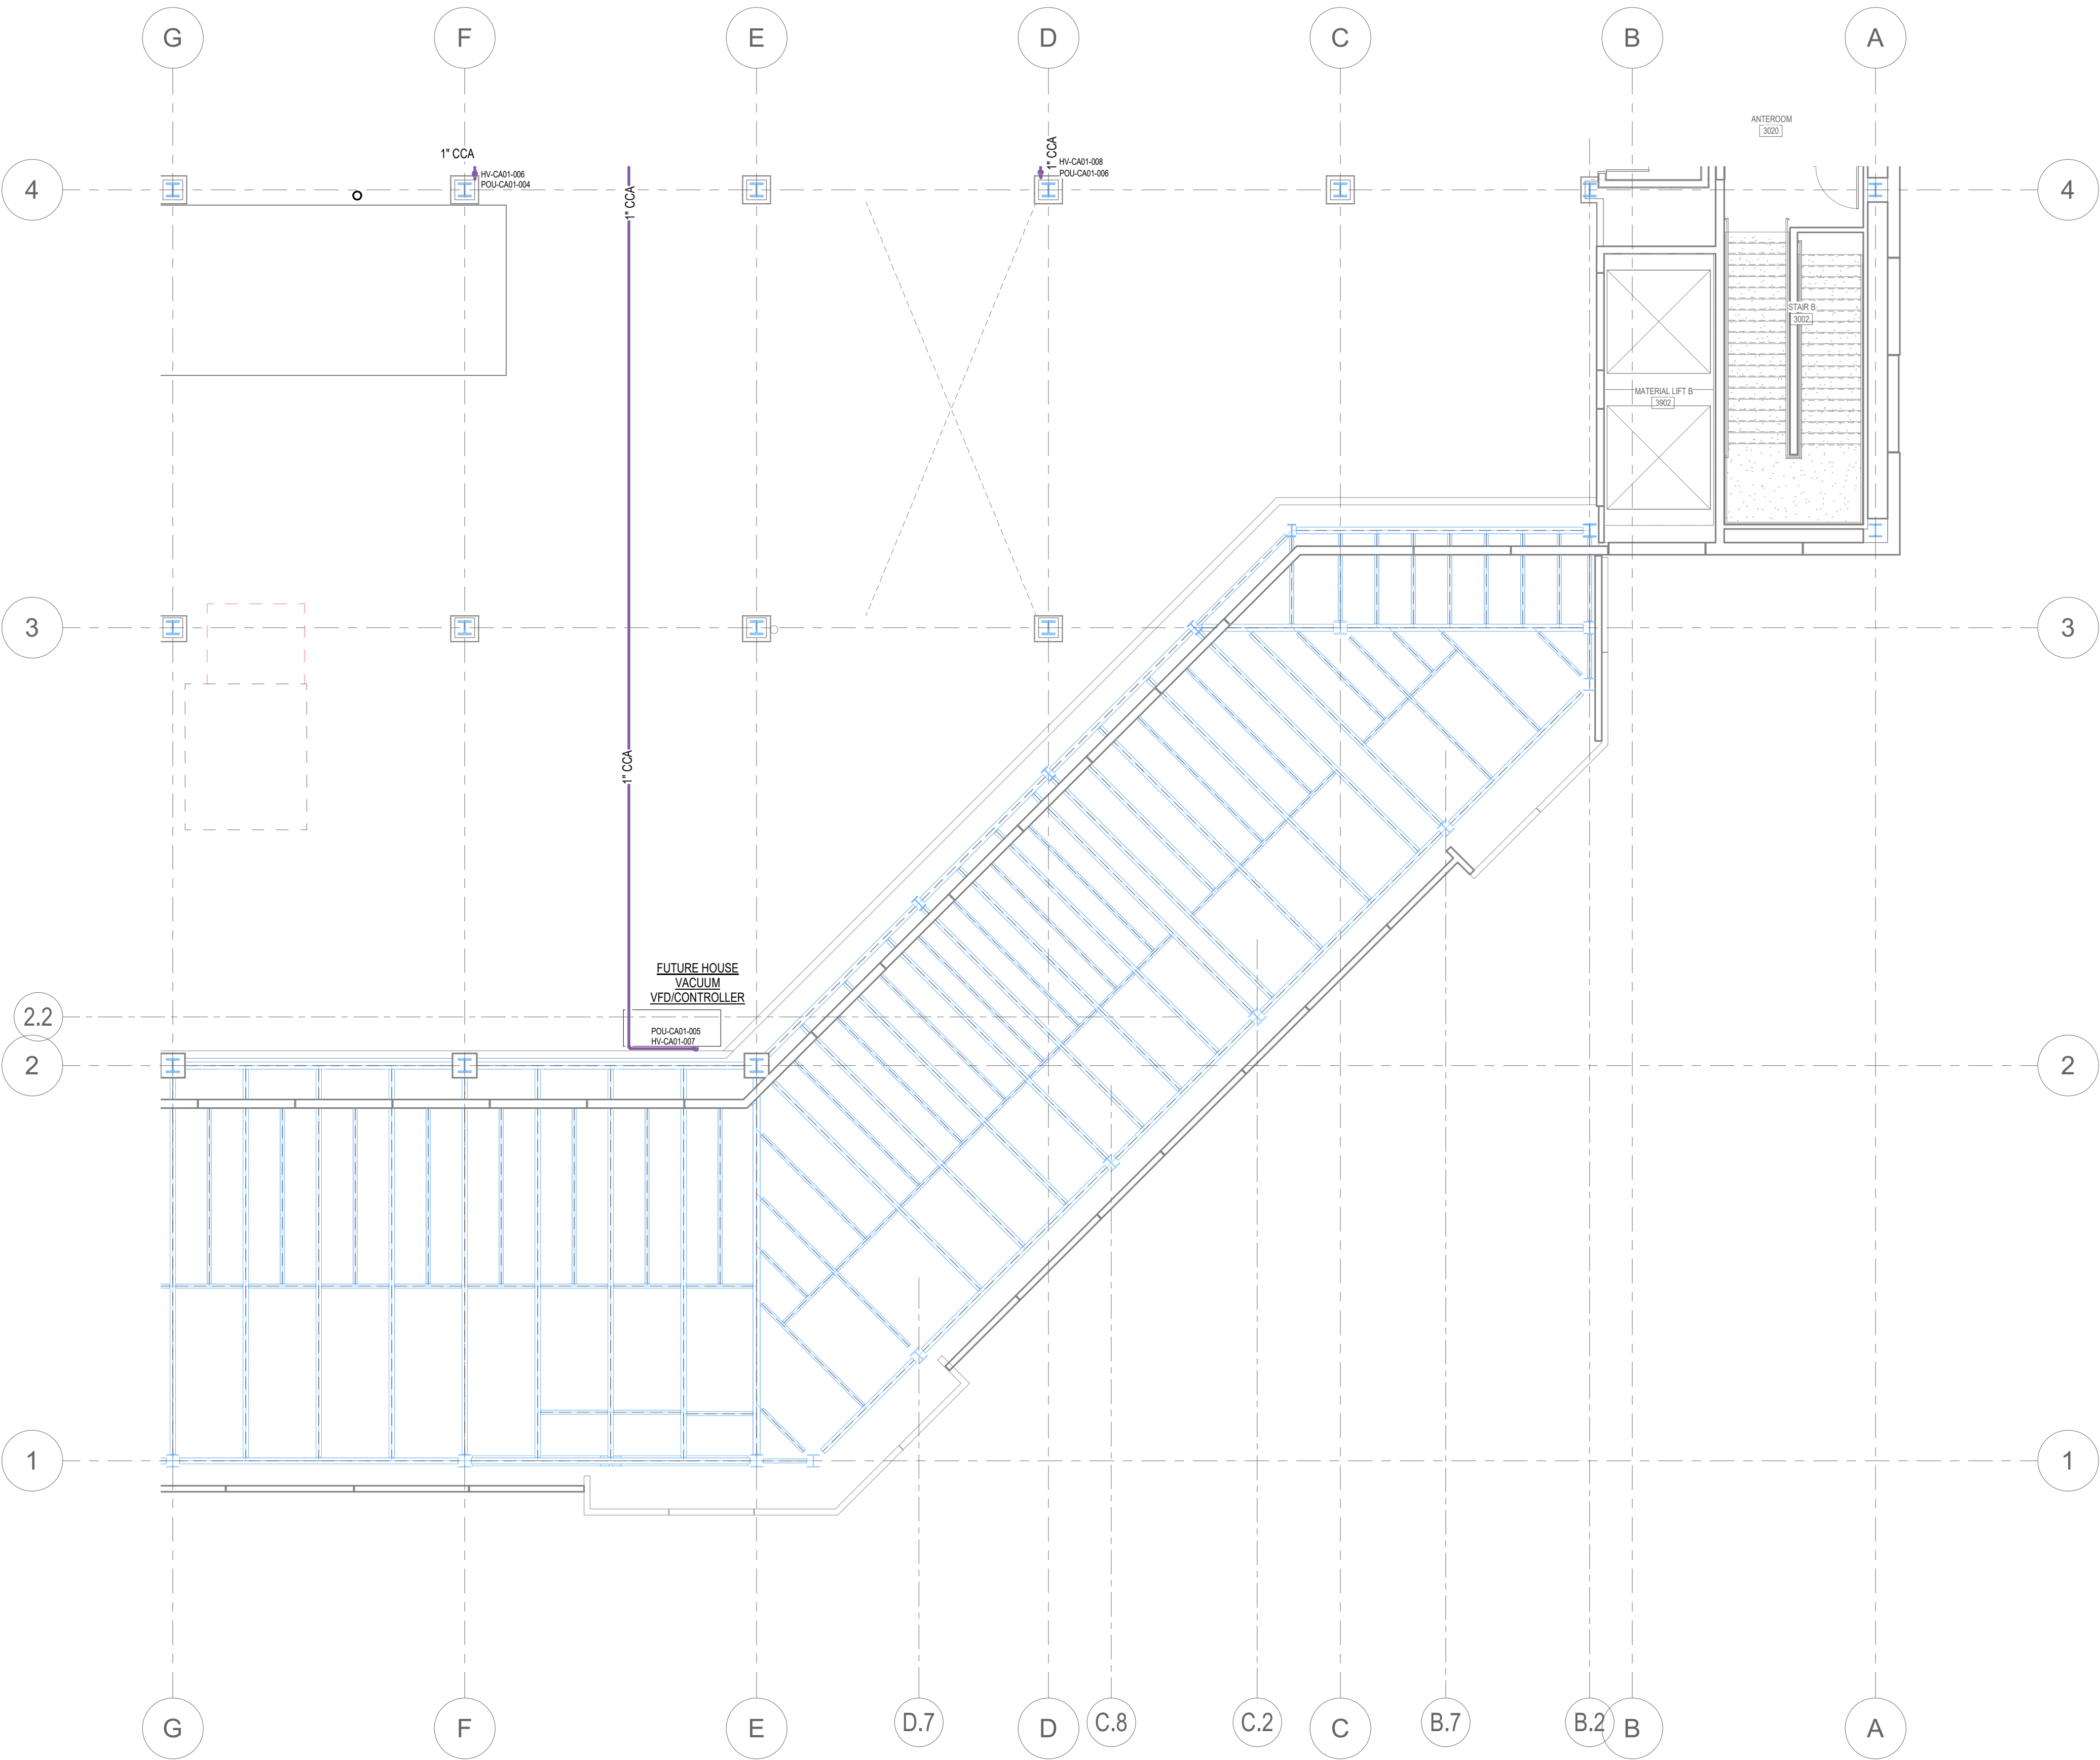 G F E D C B A
ANTEROOM
3020
1" CCA
HV-CA01-006
POU-CA01-004
1" CCA
1" CCA
HV-CA01-008
POU-CA01-006
4 4
STAIR B
3002
MATERIAL LIFT B
3902
3 3
1" CCA
FUTURE HOUSE
VACUUM
VFD/CONTROLLER
2.2
POU-CA01-005
HV-CA01-007
2 2
1 1
G F E D.7 D C.8 C.2 C B.7 B.2 B A